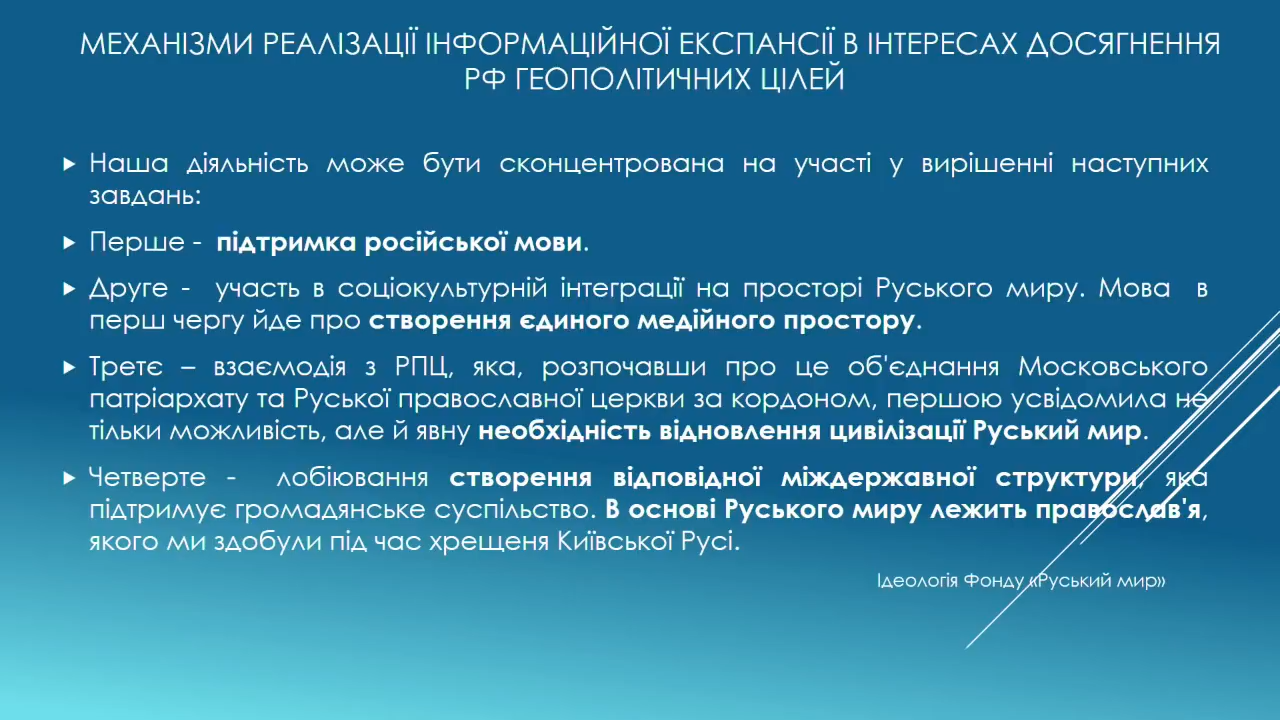 МЕХАНІЗМИ РЕАЛІЗАЦІЇ ІНФОРМАЦІЙНОЇ ЕКСПАНСІЇ В ІНТЕРЕСАХ ДОСЯГНЕННЯ
РФ ГЕОПОЛІТИЧНИХ ЦІЛЕЙ
Наша діяльність може бути сконцентрована на участі у вирішенні наступних
завдань:
Перше - підтримка російської мови.
Друге - участь в соціокультурній інтеграції на просторі Руського миру. Мова в
перш чергу йде про створення єдиного медійного простору.
Третє – взаємодія з РПЦ, яка, розпочавши про це об'єднання Московського
патріархату та Руської православної церкви за кордоном, першою усвідомила не
тільки можливість, але й явну необхідність відновлення цивілізації Руський мир.
Четверте - лобіювання створення відповідної міждержавної структури, яка
підтримує громадянське суспільство. В основі Руського миру лежить православ'я,
якого ми здобули під час хрещеня Київської Русі.
Ідеологія Фонду «Руський мир»